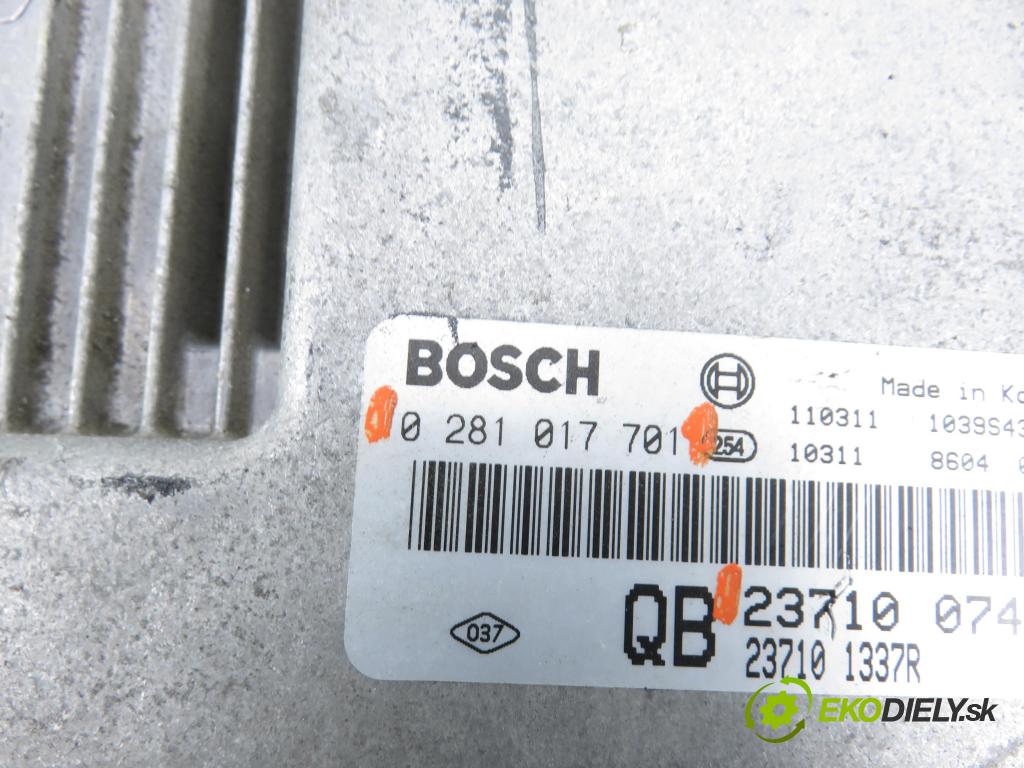 BOSCH
Made in Ko
0 281 017 701
254
110311 1039S43
10311 8604
037
QB 23710 074
23710 1337R
EKODIELY.sk